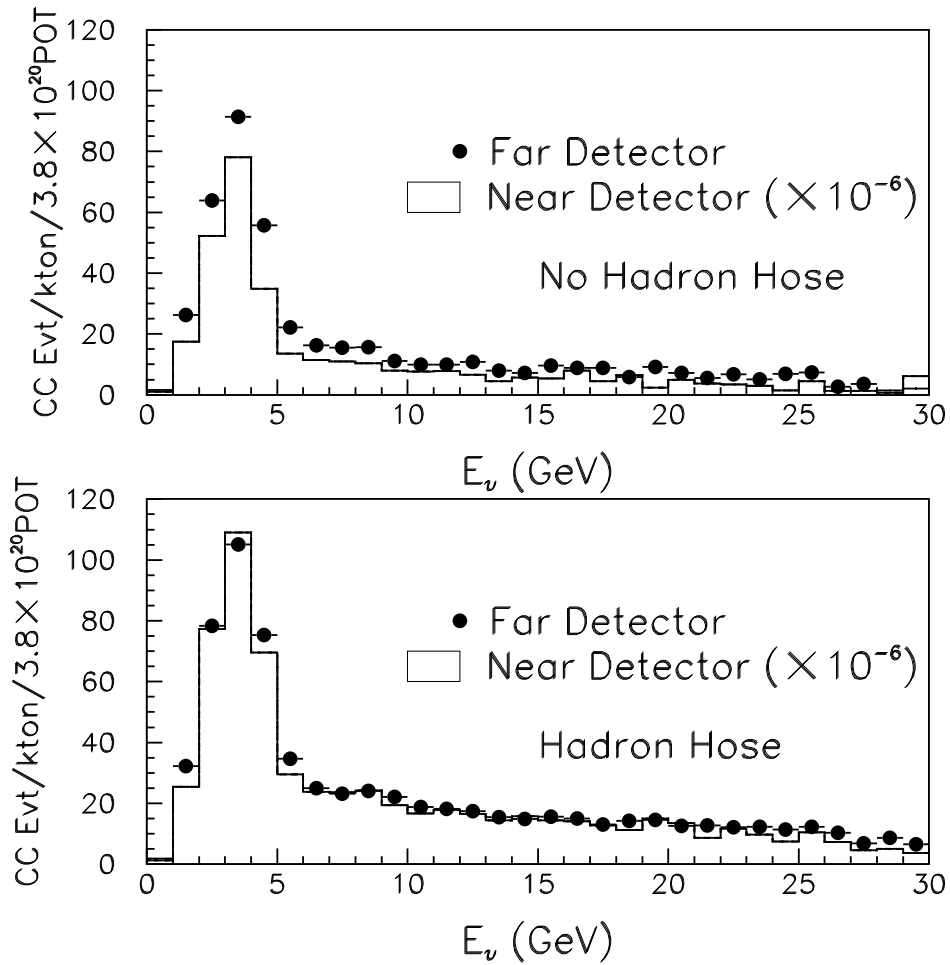 CC Evt/kton/3.8×10²⁰POT
120
100
80
60
40
20
0
Far Detector
Near Detector (×10⁻⁶)
No Hadron Hose
0 5 10 15 20 25 30
Eᵥ (GeV)
CC Evt/kton/3.8×10²⁰POT
120
100
80
60
40
20
0
Far Detector
Near Detector (×10⁻⁶)
Hadron Hose
0 5 10 15 20 25 30
Eᵥ (GeV)